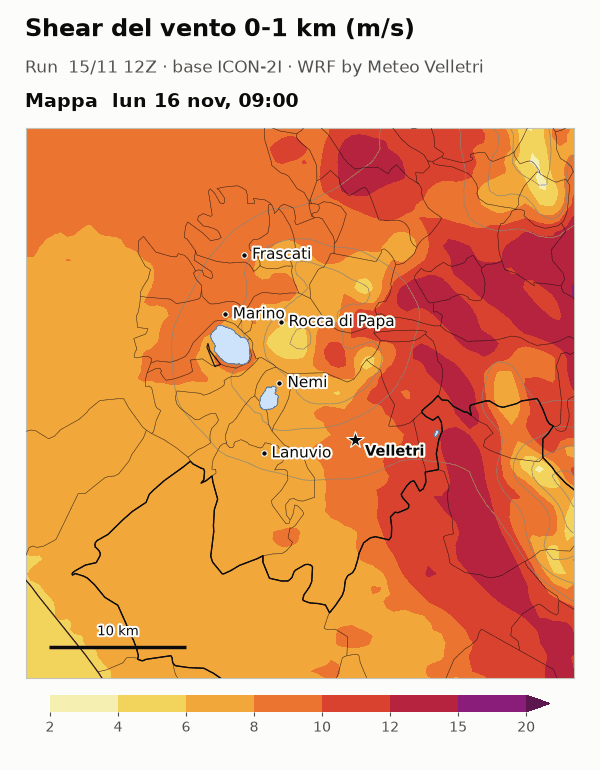 Shear del vento 0-1 km (m/s)
Run 15/11 12Z · base ICON-2I · WRF by Meteo Velletri
Mappa lun 16 nov, 09:00
Frascati
Marino
Rocca di Papa
Nemi
Velletri
Lanuvio
10 km
2 4 6 8 10 12 15 20